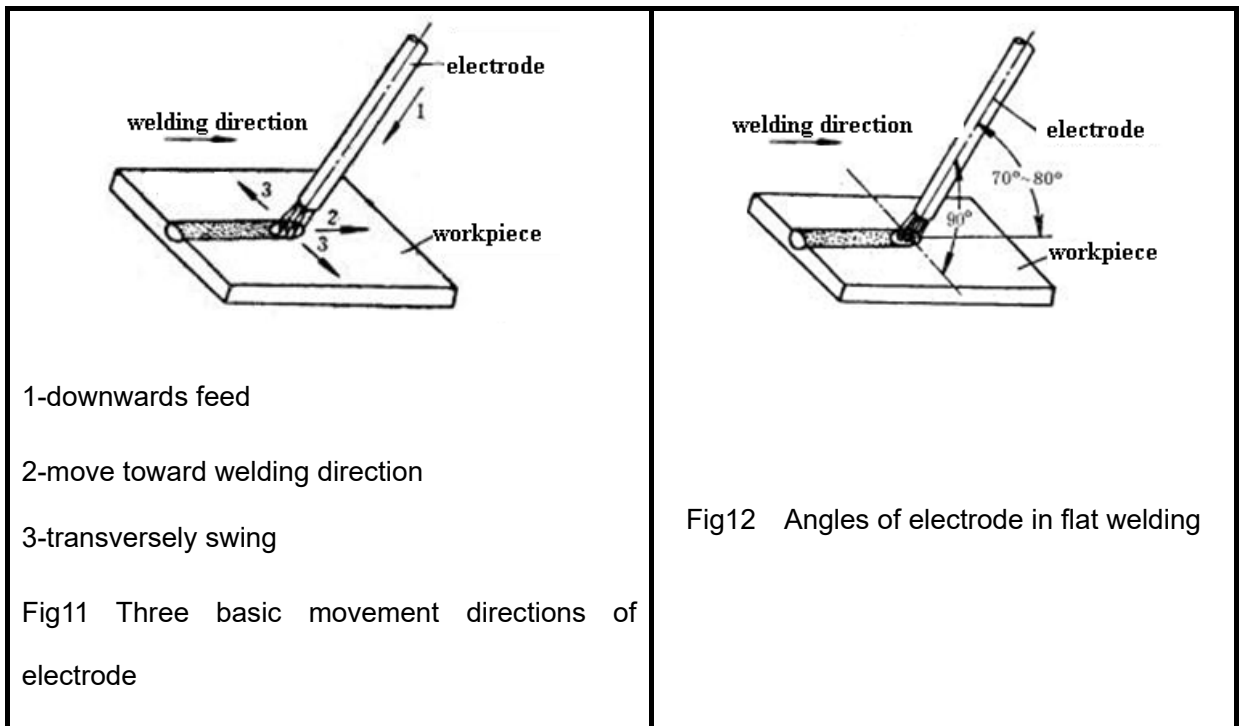 electrode
1
welding direction
3
2
3
workpiece
1-downwards feed
2-move toward welding direction
3-transversely swing
Fig11 Three basic movement directions of
electrode
electrode
welding direction
70°~80°
90°
workpiece
Fig12 Angles of electrode in flat welding